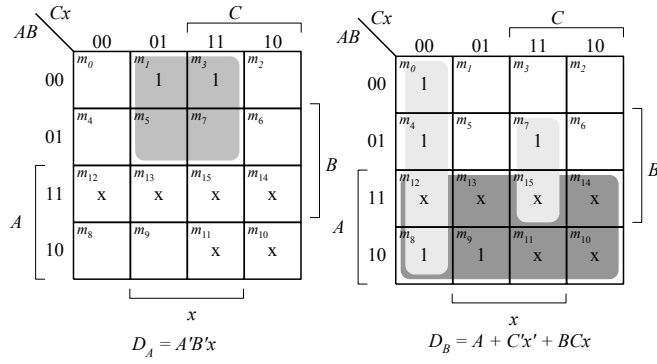 Cx C
AB 00 01 11 10
00 m0 m1 1 m3 1 m2
01 m4 m5 m7 m6
11 m12 x m13 x m15 x m14 x
10 m8 m9 m11 x m10 x
A
B
x
DA = A'B'x
Cx C
AB 00 01 11 10
00 m0 1 m1 m3 m2
01 m4 1 m5 m7 1 m6
11 m12 x m13 x m15 x m14 x
10 m8 1 m9 1 m11 x m10 x
A
B
x
DB = A + C'x' + BCx